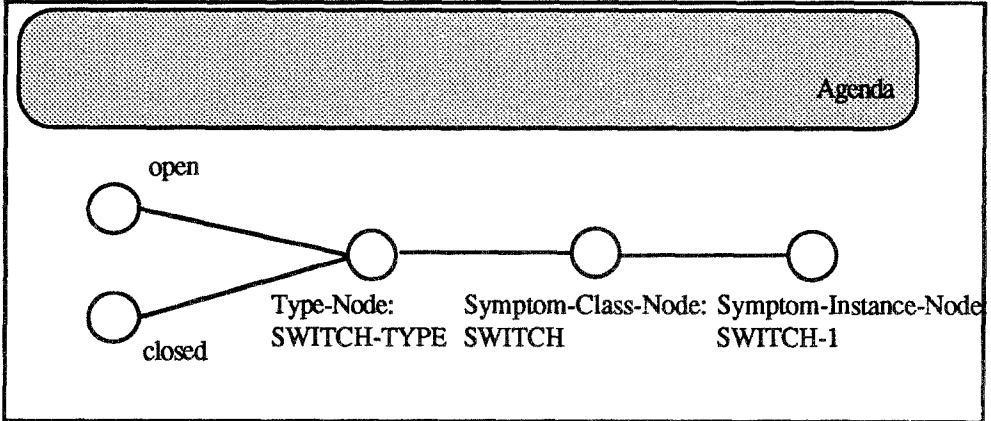 Agenda
open
closed
Type-Node:
SWITCH-TYPE
Symptom-Class-Node:
SWITCH
Symptom-Instance-Node
SWITCH-1